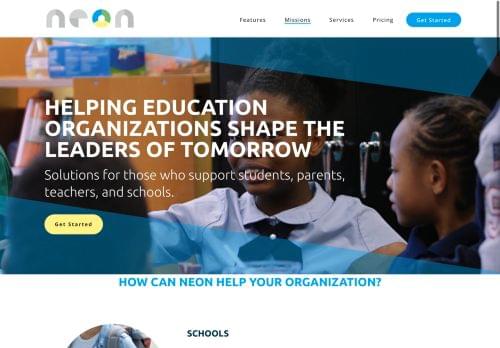 neon
Features
Missions
Services
Pricing
Get Started
HELPING EDUCATION
ORGANIZATIONS SHAPE THE
LEADERS OF TOMORROW
Solutions for those who support students, parents,
teachers, and schools.
Get Started
HOW CAN NEON HELP YOUR ORGANIZATION?
SCHOOLS